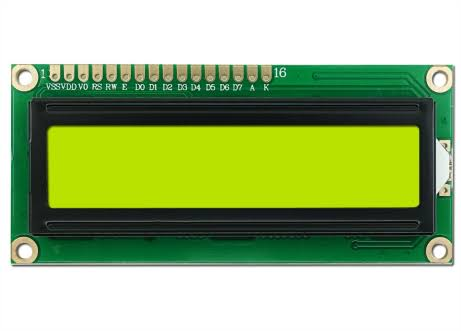 1 16
VSS VDD V0 RS RW E D0 D1 D2 D3 D4 D5 D6 D7 A K